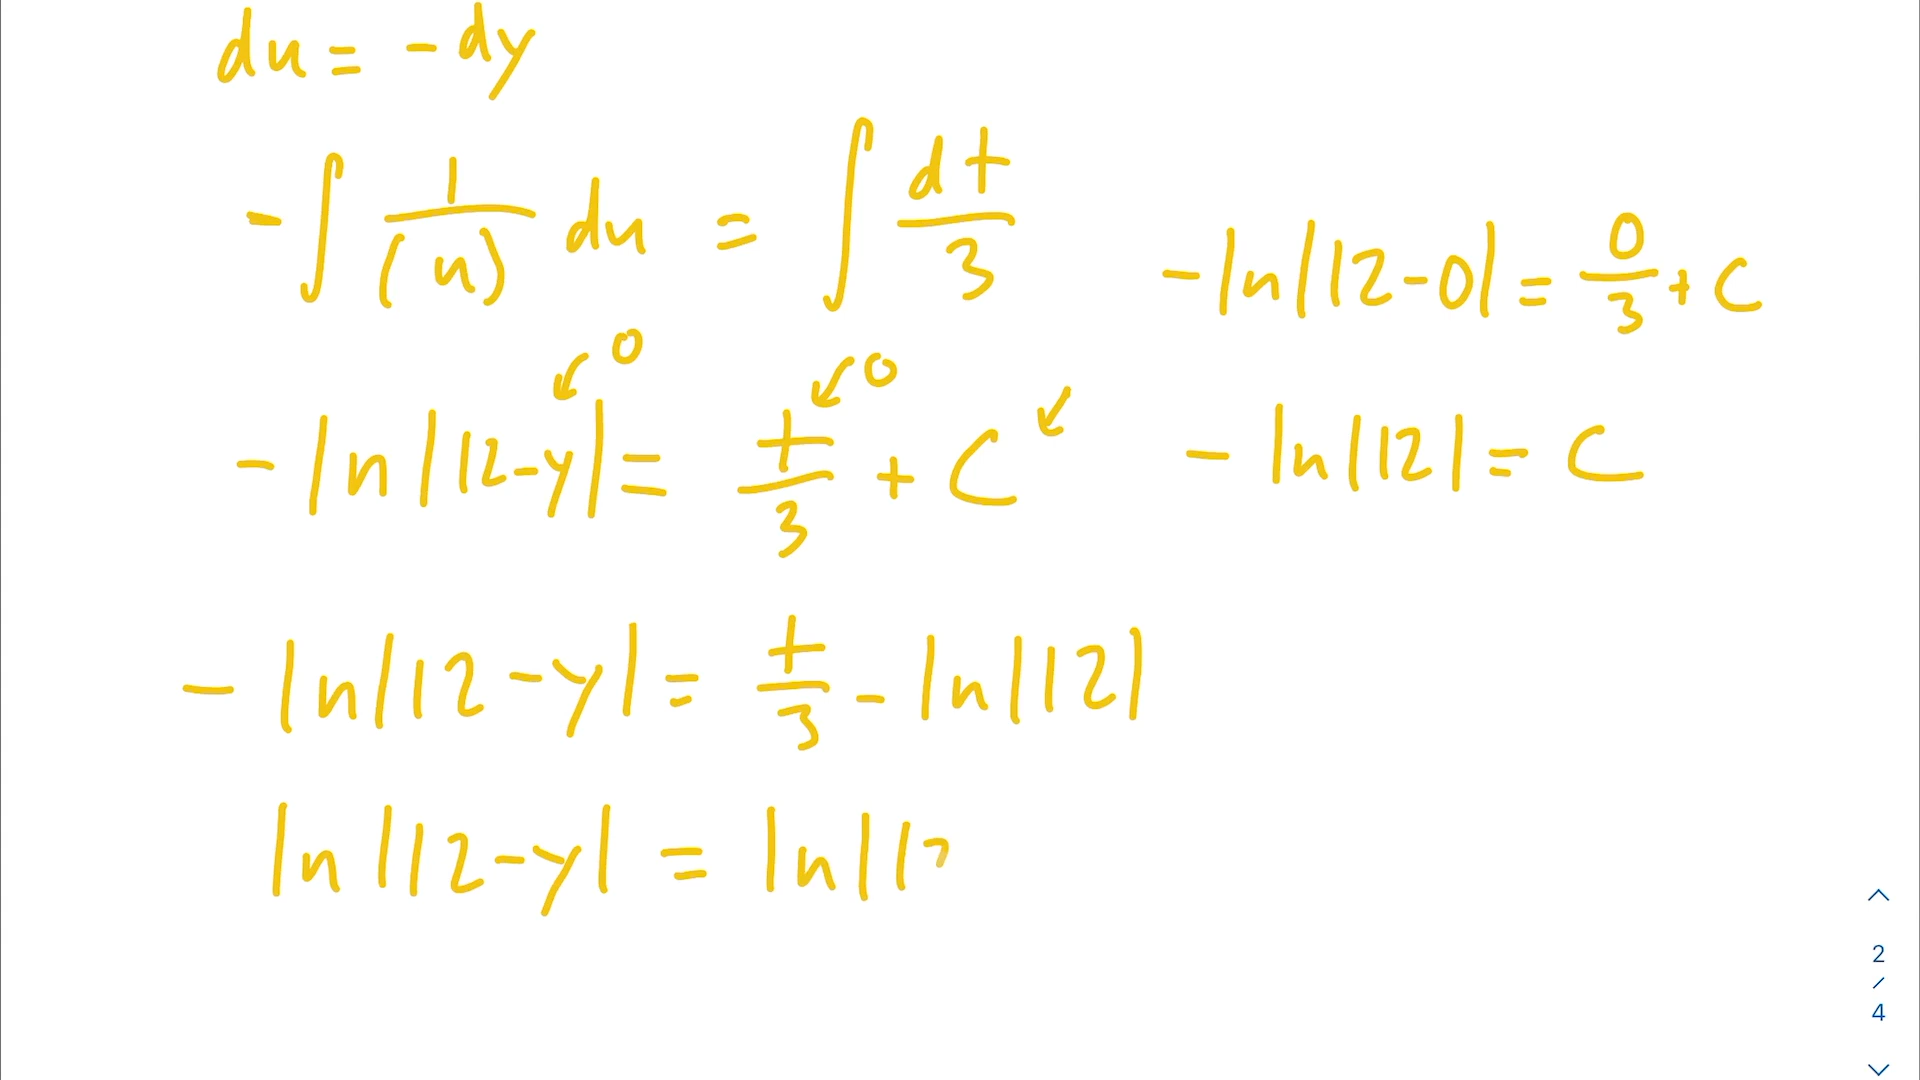 du = - dy
- ∫ 1/(u) du = ∫ dt/3
0
0
- ln|12-y| = t/3 + C
- ln|12-y| = t/3 - ln|12|
ln|12-y| = ln|1
- ln|12-0| = 0/3 + C
- ln|12| = C
2
/
4